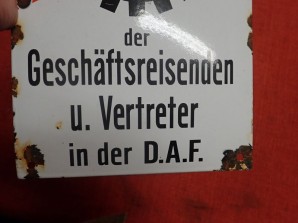 der
Geschäftsreisenden
u. Vertreter
in der D.A.F.